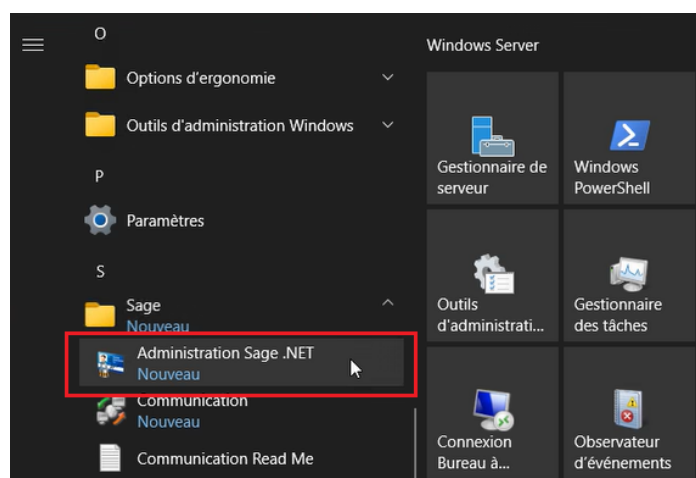 O
Options d'ergonomie
Outils d'administration Windows
P
Paramètres
S
Sage
Nouveau
Administration Sage .NET
Nouveau
Communication
Nouveau
Communication Read Me
Windows Server
Gestionnaire de
serveur
Windows
PowerShell
Outils
d'administrati...
Gestionnaire
des tâches
Connexion
Bureau à...
Observateur
d'événements